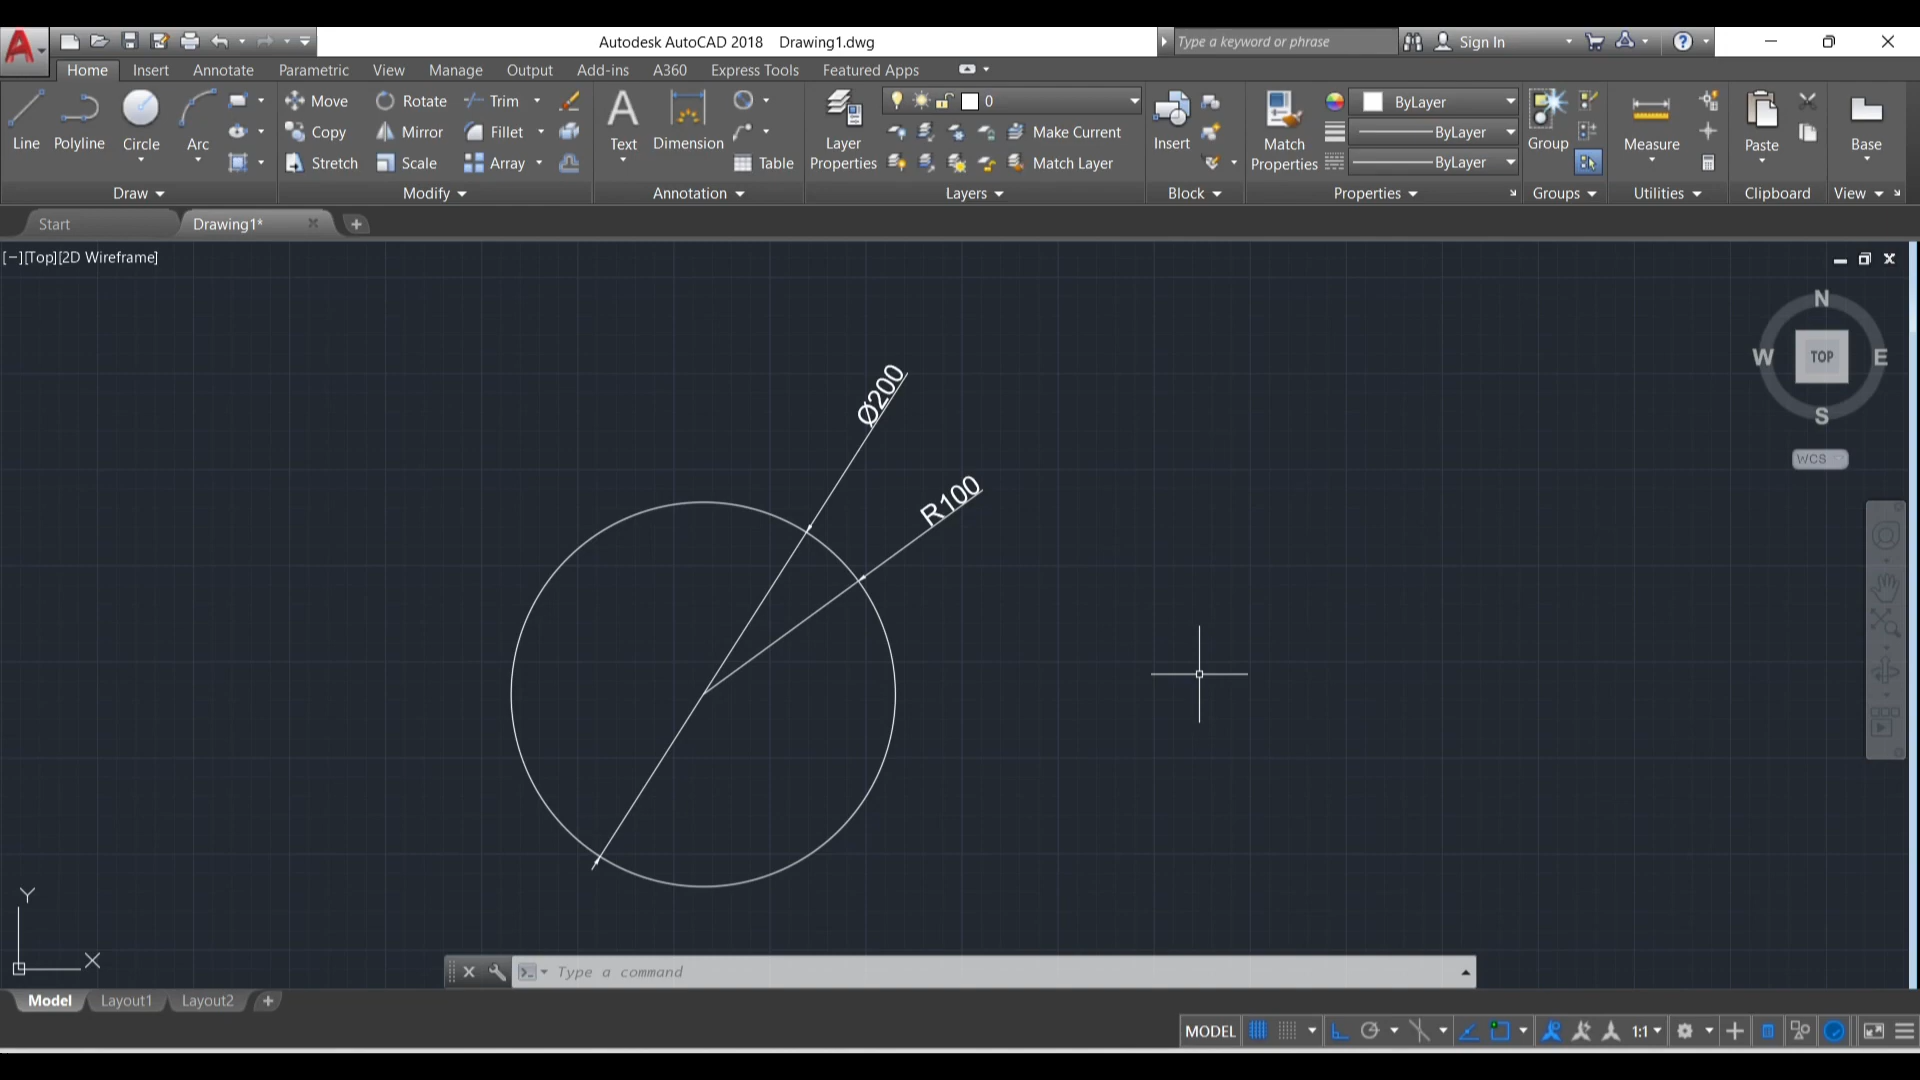 Autodesk AutoCAD 2018 Drawing1.dwg
Type a keyword or phrase
Sign In
Home Insert Annotate Parametric View Manage Output Add-ins A360 Express Tools Featured Apps
Line Polyline Circle Arc
Move Rotate Trim
Copy Mirror Fillet
Stretch Scale Array
Text Dimension Table
Layer Properties
0
Make Current
Match Layer
Insert
Match Properties
ByLayer
ByLayer
ByLayer
Group
Measure
Paste
Base
Draw Modify Annotation Layers Block Properties Groups Utilities Clipboard View
Start Drawing1*
[−][Top][2D Wireframe]
N
W TOP E
S
WCS
Ø200
R100
Y
X
Type a command
Model Layout1 Layout2
MODEL 1:1